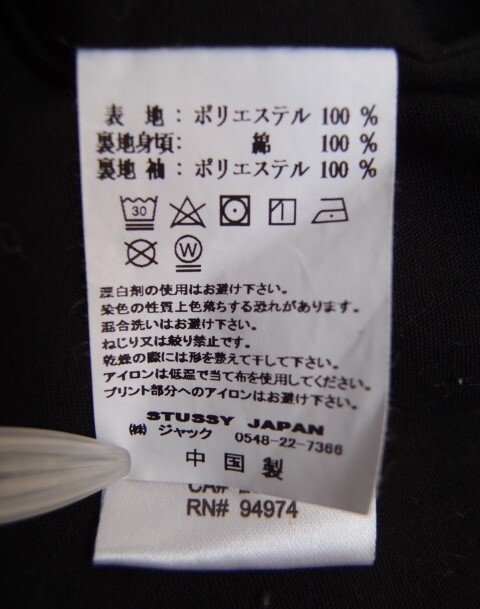 表 地 : ポリエステル 100 %
裏地身頃: 綿 100 %
裏地 袖 : ポリエステル 100 %
30
W
漂白剤の使用はお避け下さい。
染色の性質上色落ちする恐れがあります。
混合洗いはお避け下さい。
ねじり又は絞り禁止です。
乾燥の際には形を整えて干して下さい。
アイロンは低温で当て布を使用してください。
プリント部分へのアイロンはお避け下さい。
STUSSY JAPAN
㈱ ジャック 0548-22-7366
中 国 製
CA#
RN# 94974